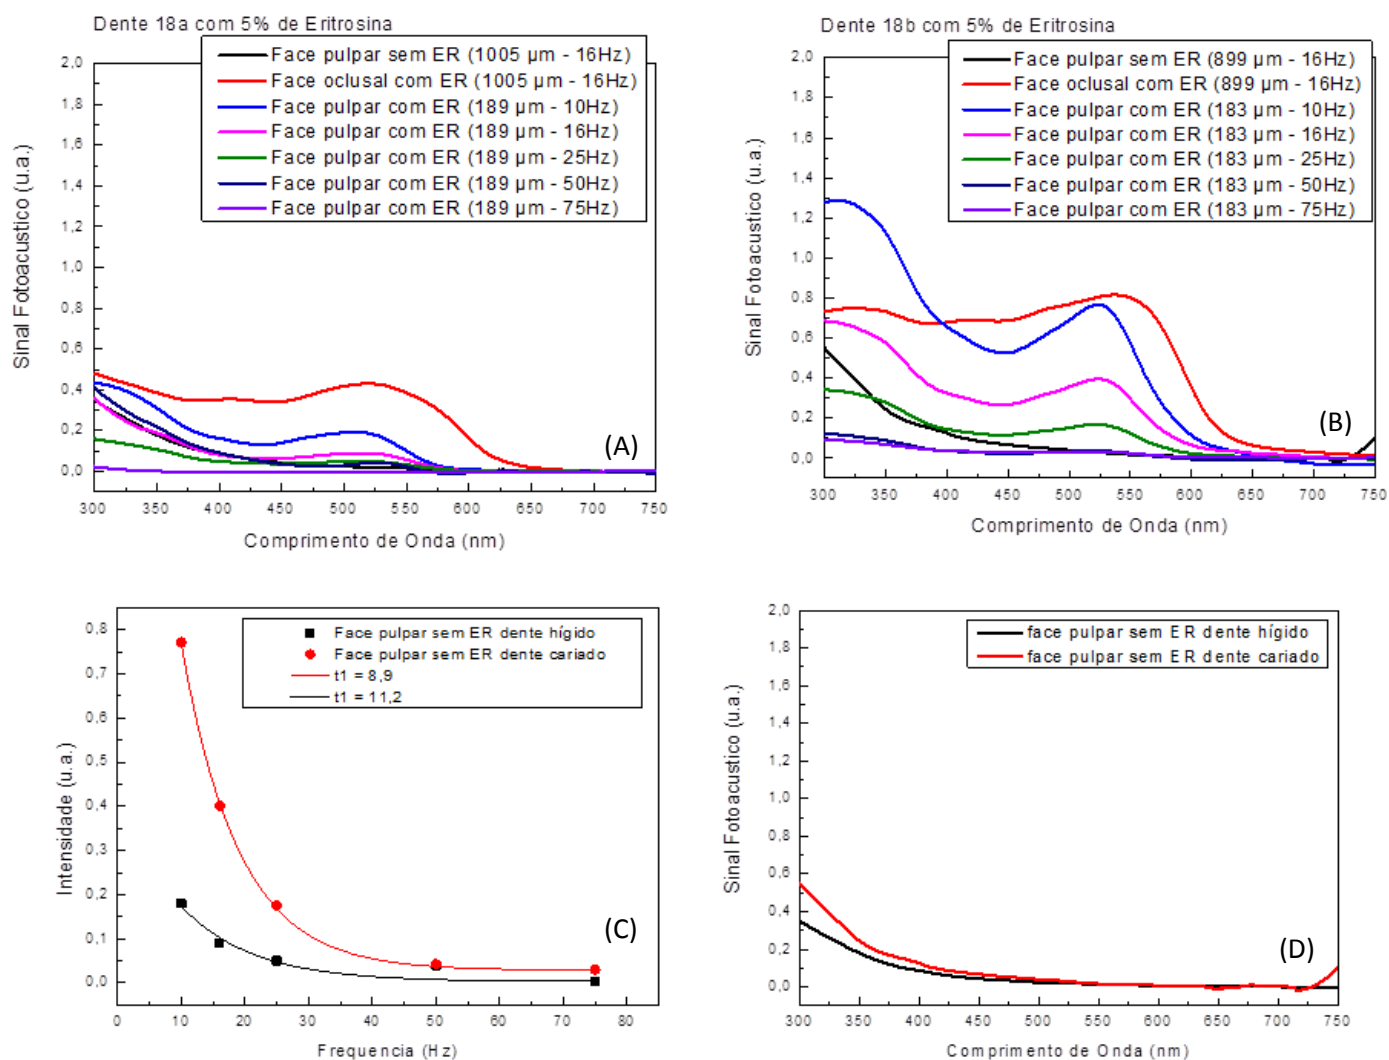 Dente 18a com 5% de Eritrosina
Face pulpar sem ER (1005 µm - 16Hz)
Face oclusal com ER (1005 µm - 16Hz)
Face pulpar com ER (189 µm - 10Hz)
Face pulpar com ER (189 µm - 16Hz)
Face pulpar com ER (189 µm - 25Hz)
Face pulpar com ER (189 µm - 50Hz)
Face pulpar com ER (189 µm - 75Hz)
2,0
1,8
1,6
1,4
1,2
1,0
0,8
0,6
0,4
0,2
0,0
Sinal Fotoacustico (u.a.)
(A)
300 350 400 450 500 550 600 650 700 750
Comprimento de Onda (nm)
Dente 18b com 5% de Eritrosina
Face pulpar sem ER (899 µm - 16Hz)
Face oclusal com ER (899 µm - 16Hz)
Face pulpar com ER (183 µm - 10Hz)
Face pulpar com ER (183 µm - 16Hz)
Face pulpar com ER (183 µm - 25Hz)
Face pulpar com ER (183 µm - 50Hz)
Face pulpar com ER (183 µm - 75Hz)
2,0
1,8
1,6
1,4
1,2
1,0
0,8
0,6
0,4
0,2
0,0
Sinal Fotoacustico (u.a.)
(B)
300 350 400 450 500 550 600 650 700 750
Comprimento de Onda (nm)
Face pulpar sem ER dente hígido
Face pulpar sem ER dente cariado
t1 = 8,9
t1 = 11,2
0,8
0,7
0,6
0,5
0,4
0,3
0,2
0,1
0,0
Intensidade (u.a.)
(C)
0 10 20 30 40 50 60 70 80
Frequencia (Hz)
face pulpar sem ER dente hígido
face pulpar sem ER dente cariado
2,0
1,8
1,6
1,4
1,2
1,0
0,8
0,6
0,4
0,2
0,0
Sinal Fotoacustico (u.a.)
(D)
300 350 400 450 500 550 600 650 700 750
Comprimento de Onda (nm)